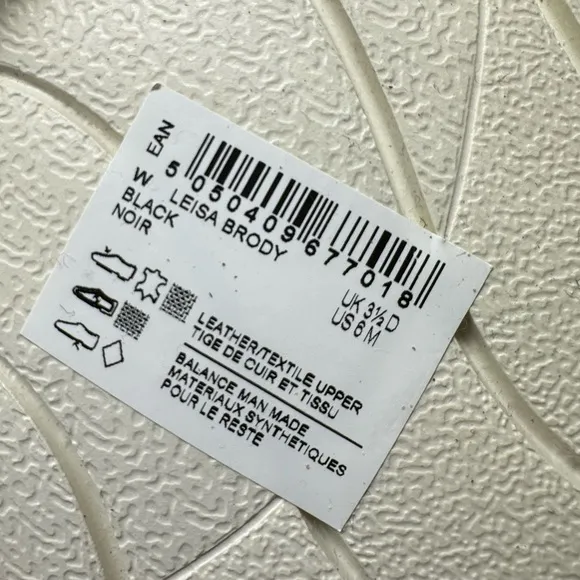 EAN
5 050409 677018
W LEISA BRODY
BLACK
NOIR
UK 3½ D
US 6 M
LEATHER/TEXTILE UPPER
TIGE DE CUIR ET TISSU
BALANCE MAN MADE
MATERIAUX SYNTHETIQUES
POUR LE RESTE